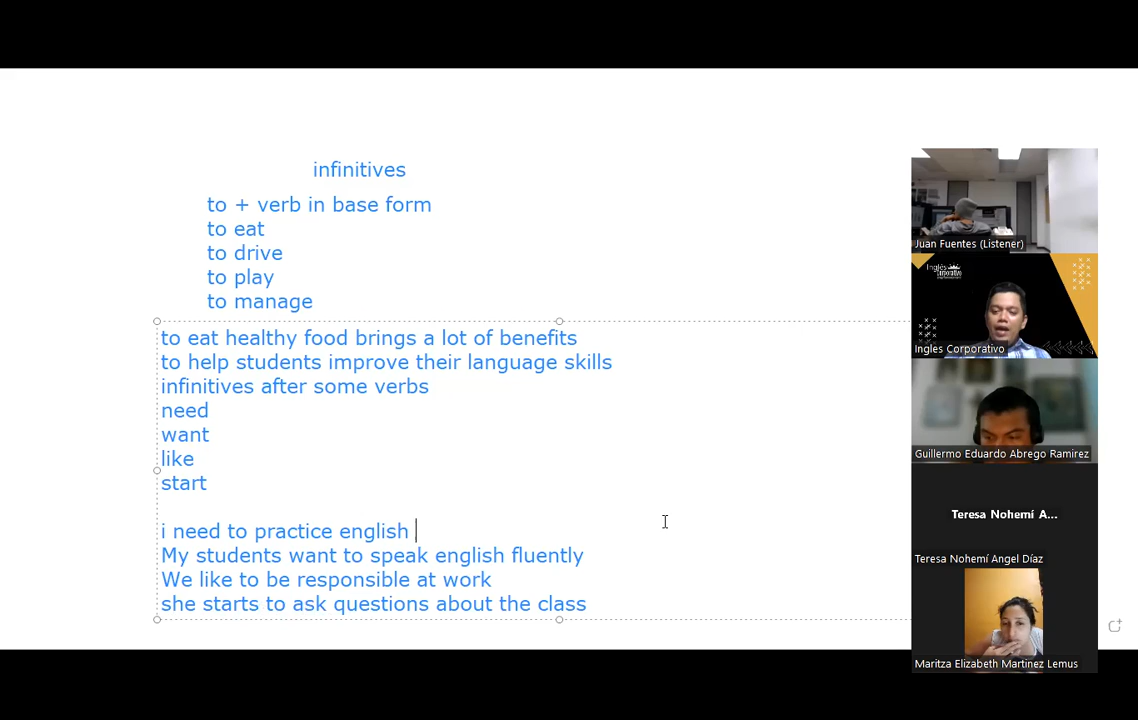 infinitives
to + verb in base form
to eat
to drive
to play
to manage
to eat healthy food brings a lot of benefits
to help students improve their language skills
infinitives after some verbs
need
want
like
start
i need to practice english
My students want to speak english fluently
We like to be responsible at work
she starts to ask questions about the class
Juan Fuentes (Listener)
Inglés
Corporativo
Ingles Corporativo
Guillermo Eduardo Abrego Ramirez
Teresa Nohemí A...
Teresa Nohemí Angel Díaz
Maritza Elizabeth Martinez Lemus